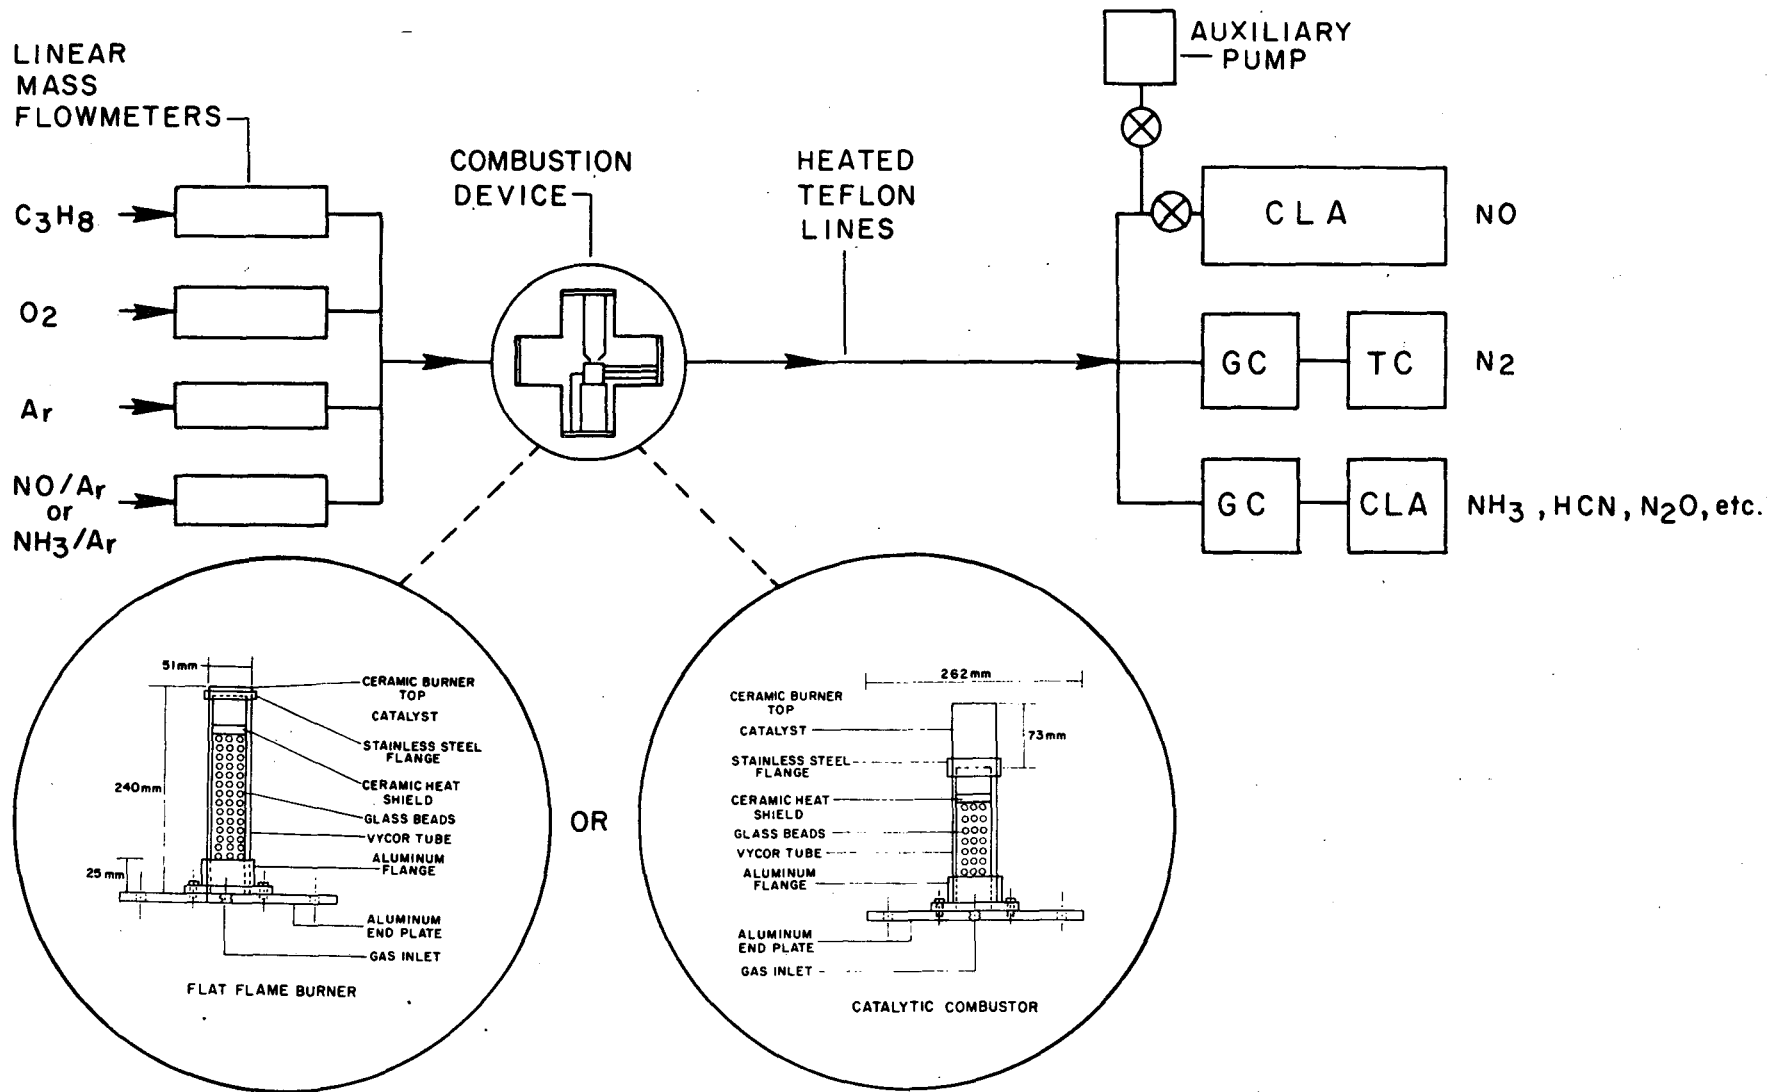 LINEAR
MASS
FLOWMETERS
C3H8
O2
Ar
NO/Ar
or
NH3/Ar
COMBUSTION
DEVICE
HEATED
TEFLON
LINES
AUXILIARY
PUMP
CLA
NO
GC
TC
N2
GC
CLA
NH3, HCN, N2O, etc.
51mm
240mm
25mm
CERAMIC BURNER
TOP
CATALYST
STAINLESS STEEL
FLANGE
CERAMIC HEAT
SHIELD
GLASS BEADS
VYCOR TUBE
ALUMINUM
FLANGE
ALUMINUM
END PLATE
GAS INLET
FLAT FLAME BURNER
OR
262mm
73mm
CERAMIC BURNER
TOP
CATALYST
STAINLESS STEEL
FLANGE
CERAMIC HEAT
SHIELD
GLASS BEADS
VYCOR TUBE
ALUMINUM
FLANGE
ALUMINUM
END PLATE
GAS INLET
CATALYTIC COMBUSTOR